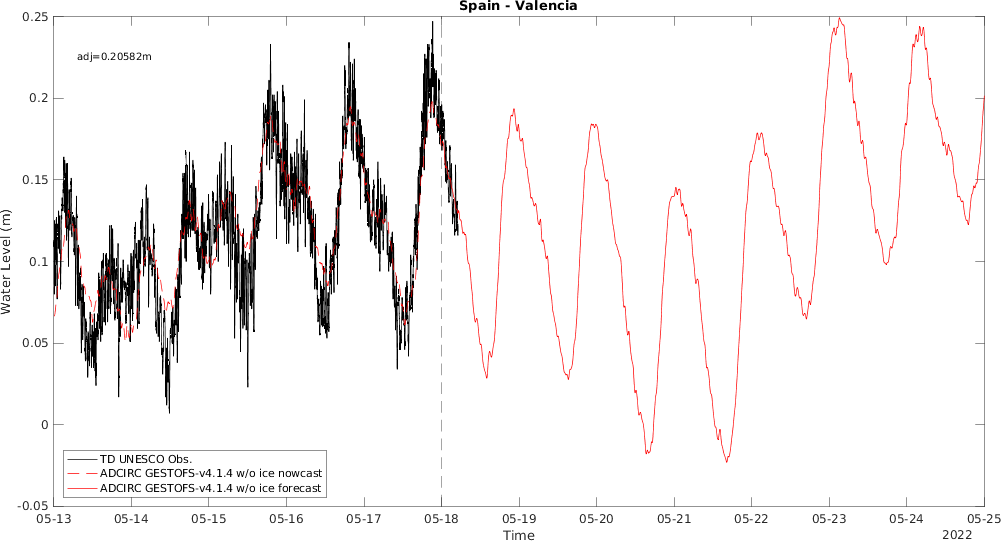 Spain - Valencia
adj=0.20582m
Water Level (m)
0.25
0.2
0.15
0.1
0.05
0
-0.05
TD UNESCO Obs.
ADCIRC GESTOFS-v4.1.4 w/o ice nowcast
ADCIRC GESTOFS-v4.1.4 w/o ice forecast
05-13 05-14 05-15 05-16 05-17 05-18 05-19 05-20 05-21 05-22 05-23 05-24 05-25
Time
2022